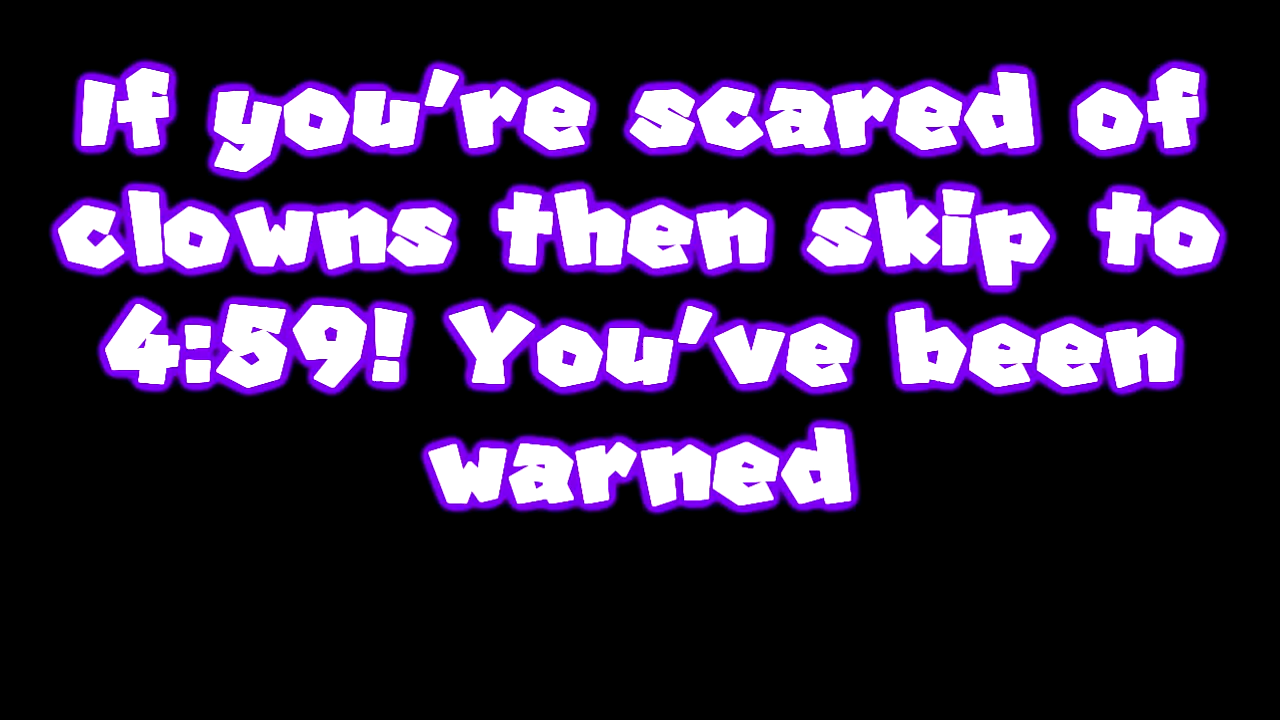 If you're scared of
clowns then skip to
4:59! You've been
warned